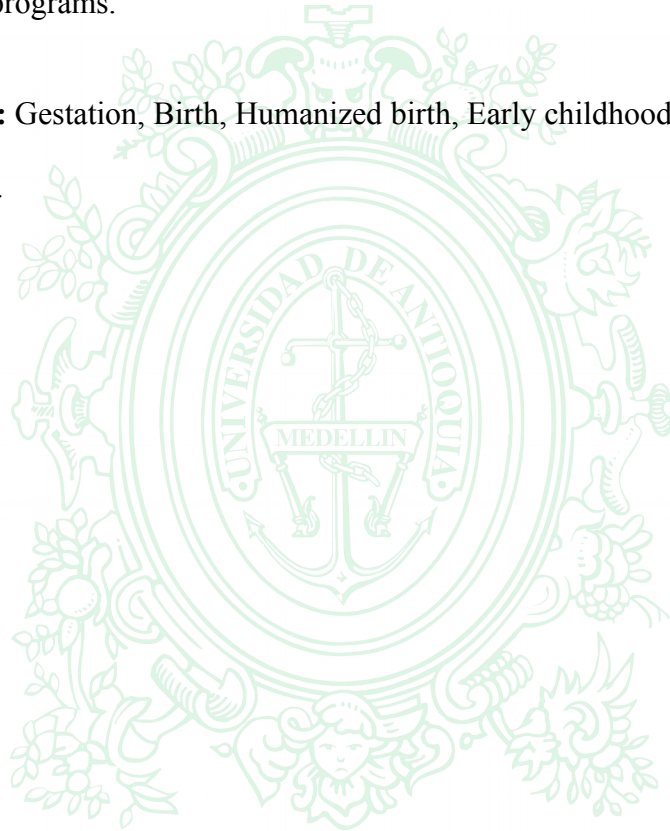 programs.
: Gestation, Birth, Humanized birth, Early childhood
UNIVERSIDAD DE ANTIOQUIA
MEDELLIN